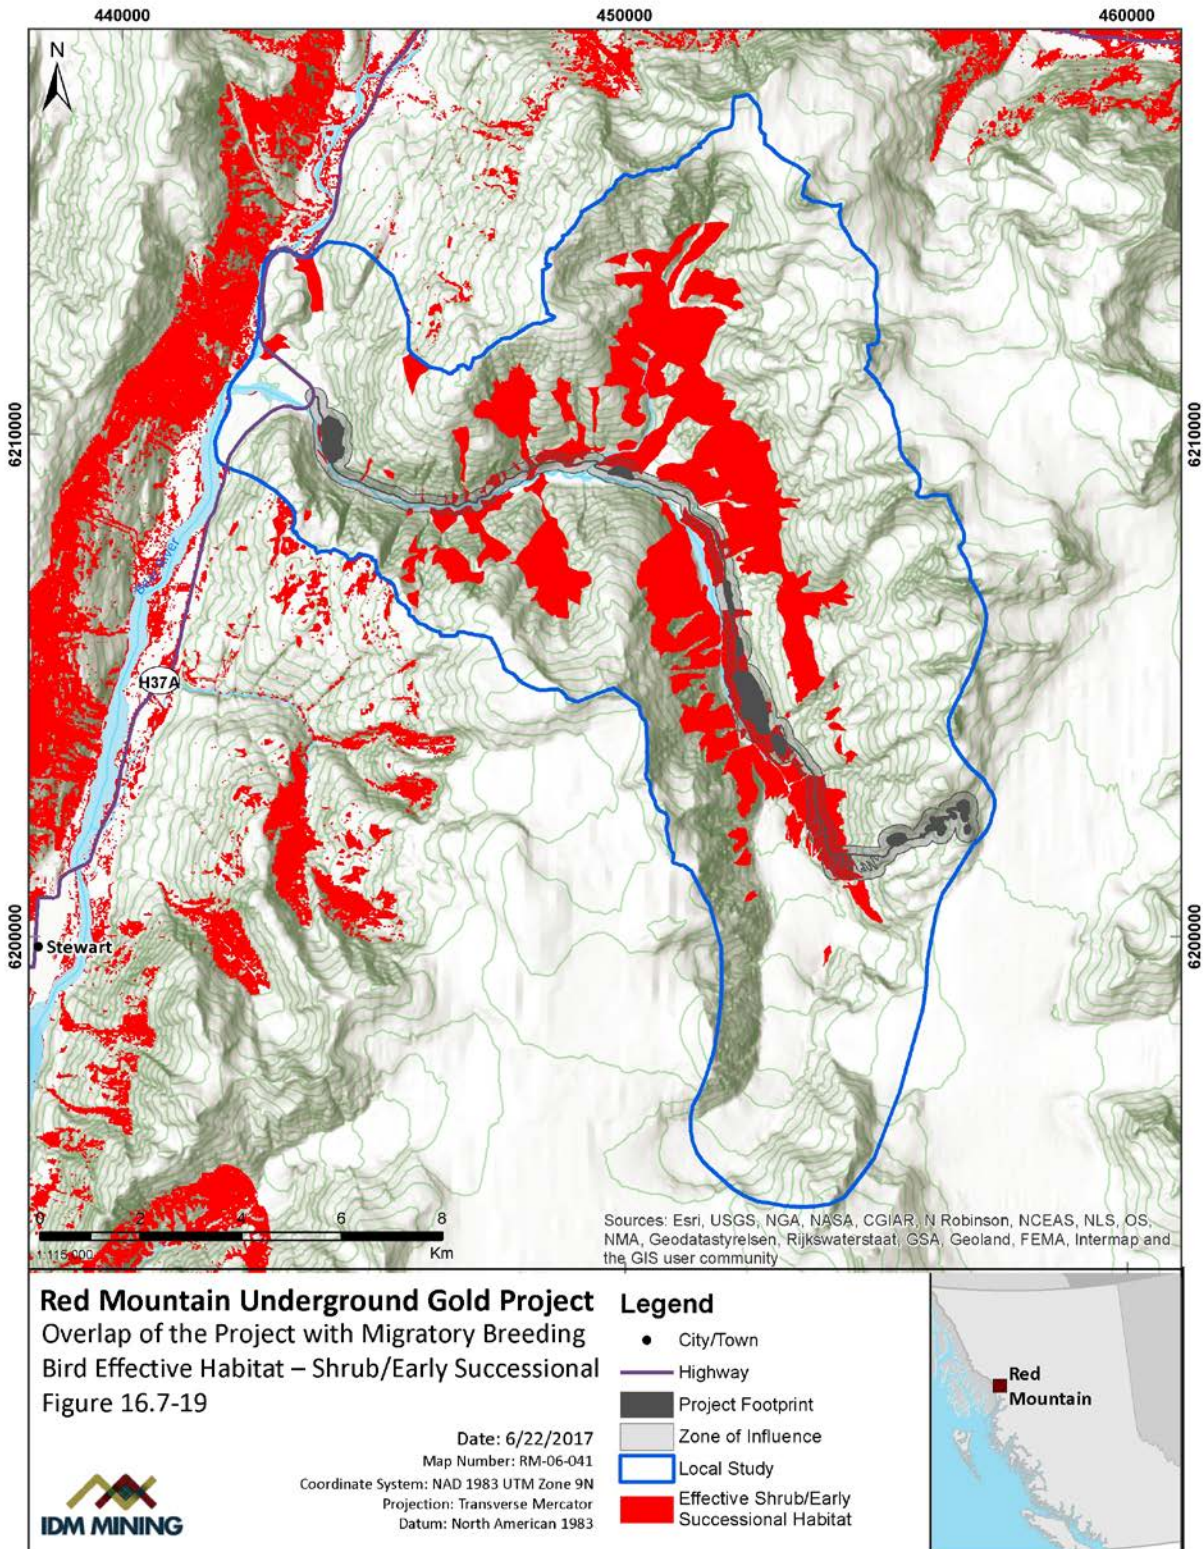 440000
450000
460000
N
6210000
6210000
H37A
6200000
6200000
Stewart
0 2 4 6 8
Km
1:115,000
Sources: Esri, USGS, NGA, NASA, CGIAR, N Robinson, NCEAS, NLS, OS,
NMA, Geodatastyrelsen, Rijkswaterstaat, GSA, Geoland, FEMA, Intermap and
the GIS user community
Red Mountain Underground Gold Project
Overlap of the Project with Migratory Breeding
Bird Effective Habitat – Shrub/Early Successional
Figure 16.7-19
Date: 6/22/2017
Map Number: RM-06-041
Coordinate System: NAD 1983 UTM Zone 9N
Projection: Transverse Mercator
Datum: North American 1983
IDM MINING
Legend
City/Town
Highway
Project Footprint
Zone of Influence
Local Study
Effective Shrub/Early
Successional Habitat
Red
Mountain